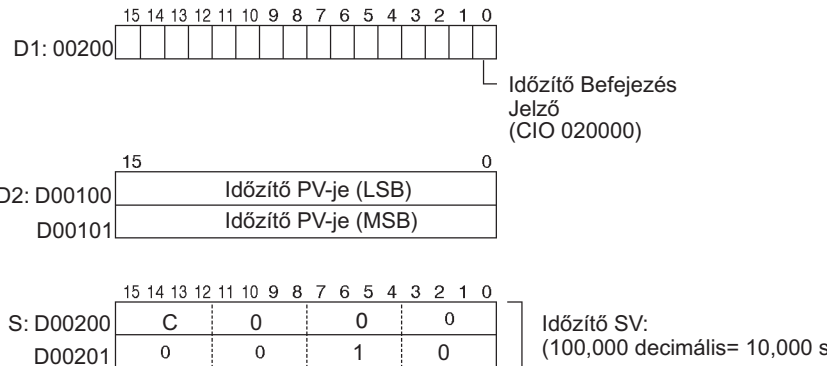 15 14 13 12 11 10 9 8 7 6 5 4 3 2 1 0
D1: 00200
Időzítő Befejezés
Jelző
(CIO 020000)
15 0
D2: D00100 Időzítő PV-je (LSB)
D00101 Időzítő PV-je (MSB)
15 14 13 12 11 10 9 8 7 6 5 4 3 2 1 0
S: D00200 C 0 0 0
D00201 0 0 1 0
Időzítő SV:
(100,000 decimális= 10,000 s